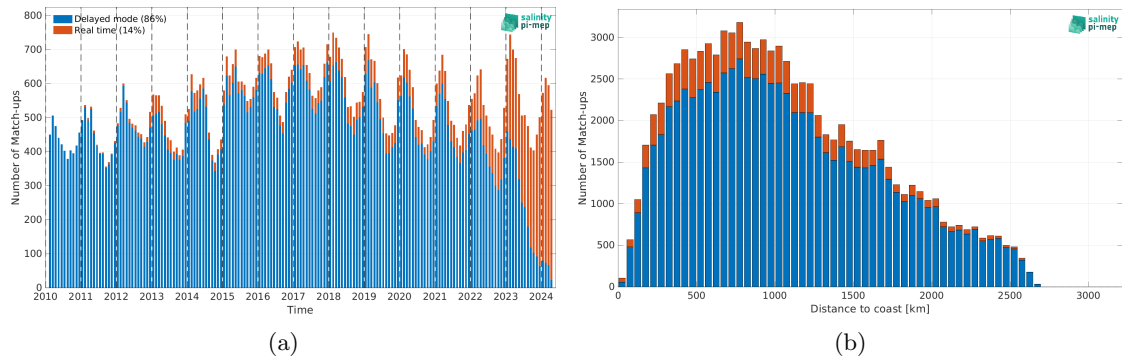 Delayed mode (86%)
Real time (14%)
salinity
pi-mep
800
700
600
500
400
300
200
100
0
Number of Match-ups
2010 2011 2012 2013 2014 2015 2016 2017 2018 2019 2020 2021 2022 2023 2024
Time
(a)
salinity
pi-mep
3000
2500
2000
1500
1000
500
0
Number of Match-ups
0 500 1000 1500 2000 2500 3000
Distance to coast [km]
(b)